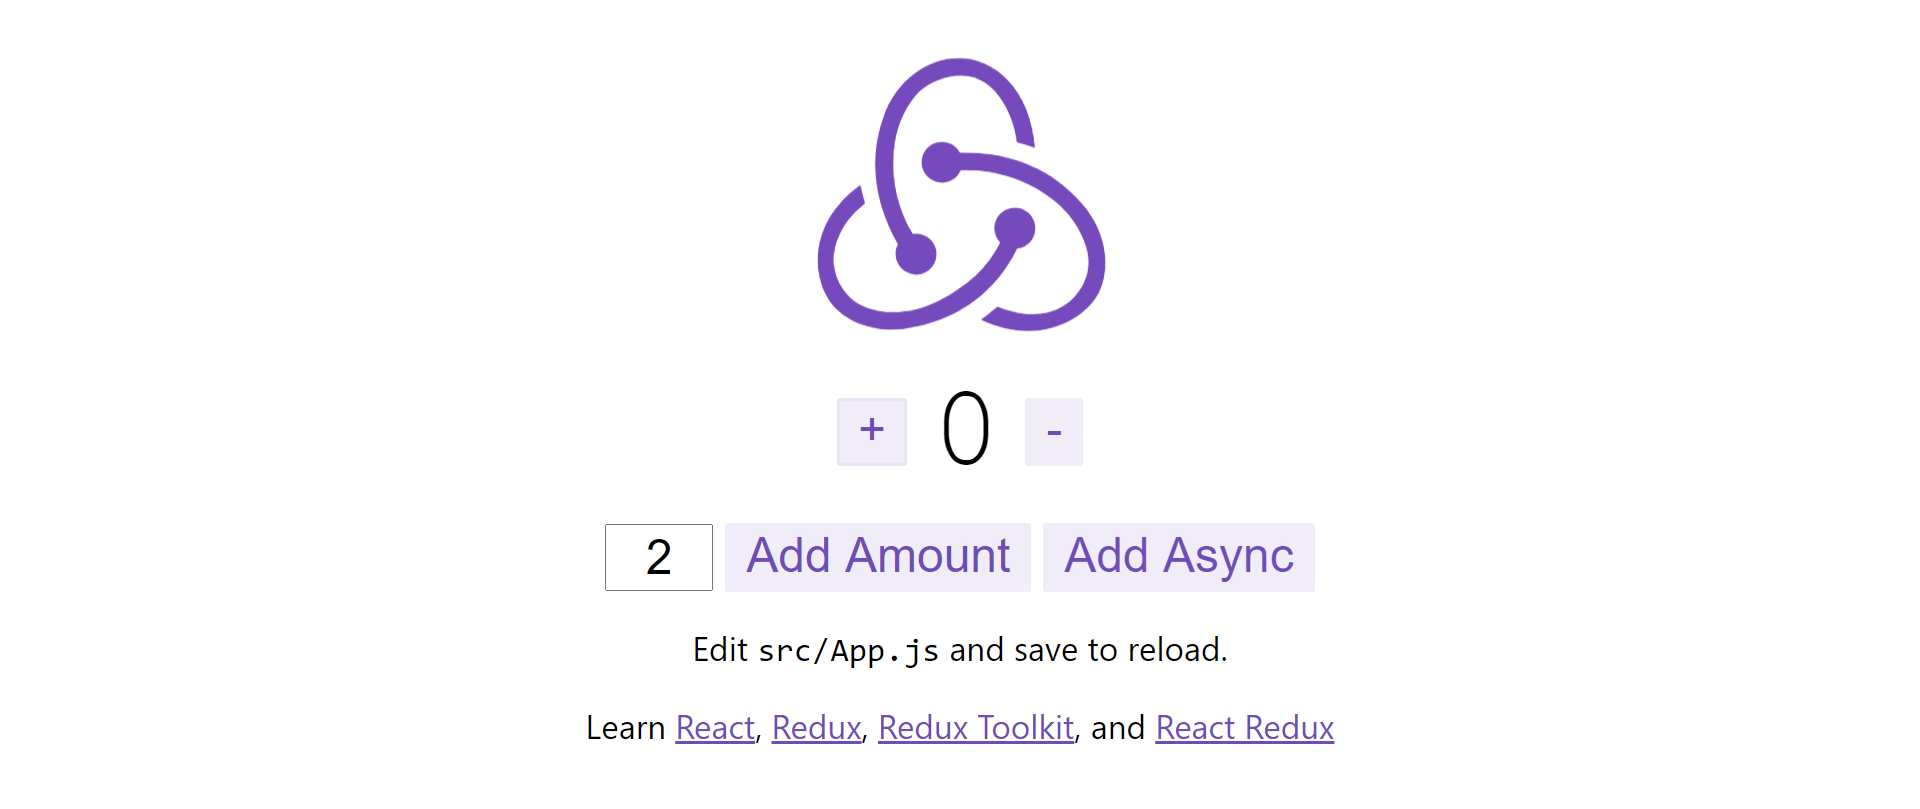 + 0 -
2 Add Amount Add Async
Edit src/App.js and save to reload.
Learn React, Redux, Redux Toolkit, and React Redux